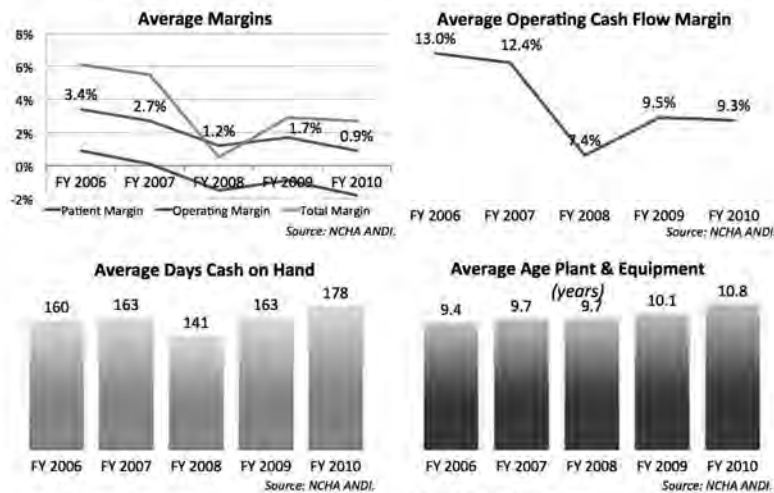 Average Margins
8%
6%
4%
2%
0%
-2%
3.4%
2.7%
1.2%
1.7%
0.9%
FY 2006 FY 2007 FY 2008 FY 2009 FY 2010
Patient Margin Operating Margin Total Margin
Source: NCHA ANDI.
Average Operating Cash Flow Margin
13.0%
12.4%
7.4%
9.5%
9.3%
FY 2006 FY 2007 FY 2008 FY 2009 FY 2010
Source: NCHA ANDI.
Average Days Cash on Hand
160 163 141 163 178
FY 2006 FY 2007 FY 2008 FY 2009 FY 2010
Source: NCHA ANDI.
Average Age Plant & Equipment
(years)
9.4 9.7 9.7 10.1 10.8
FY 2006 FY 2007 FY 2008 FY 2009 FY 2010
Source: NCHA ANDI.